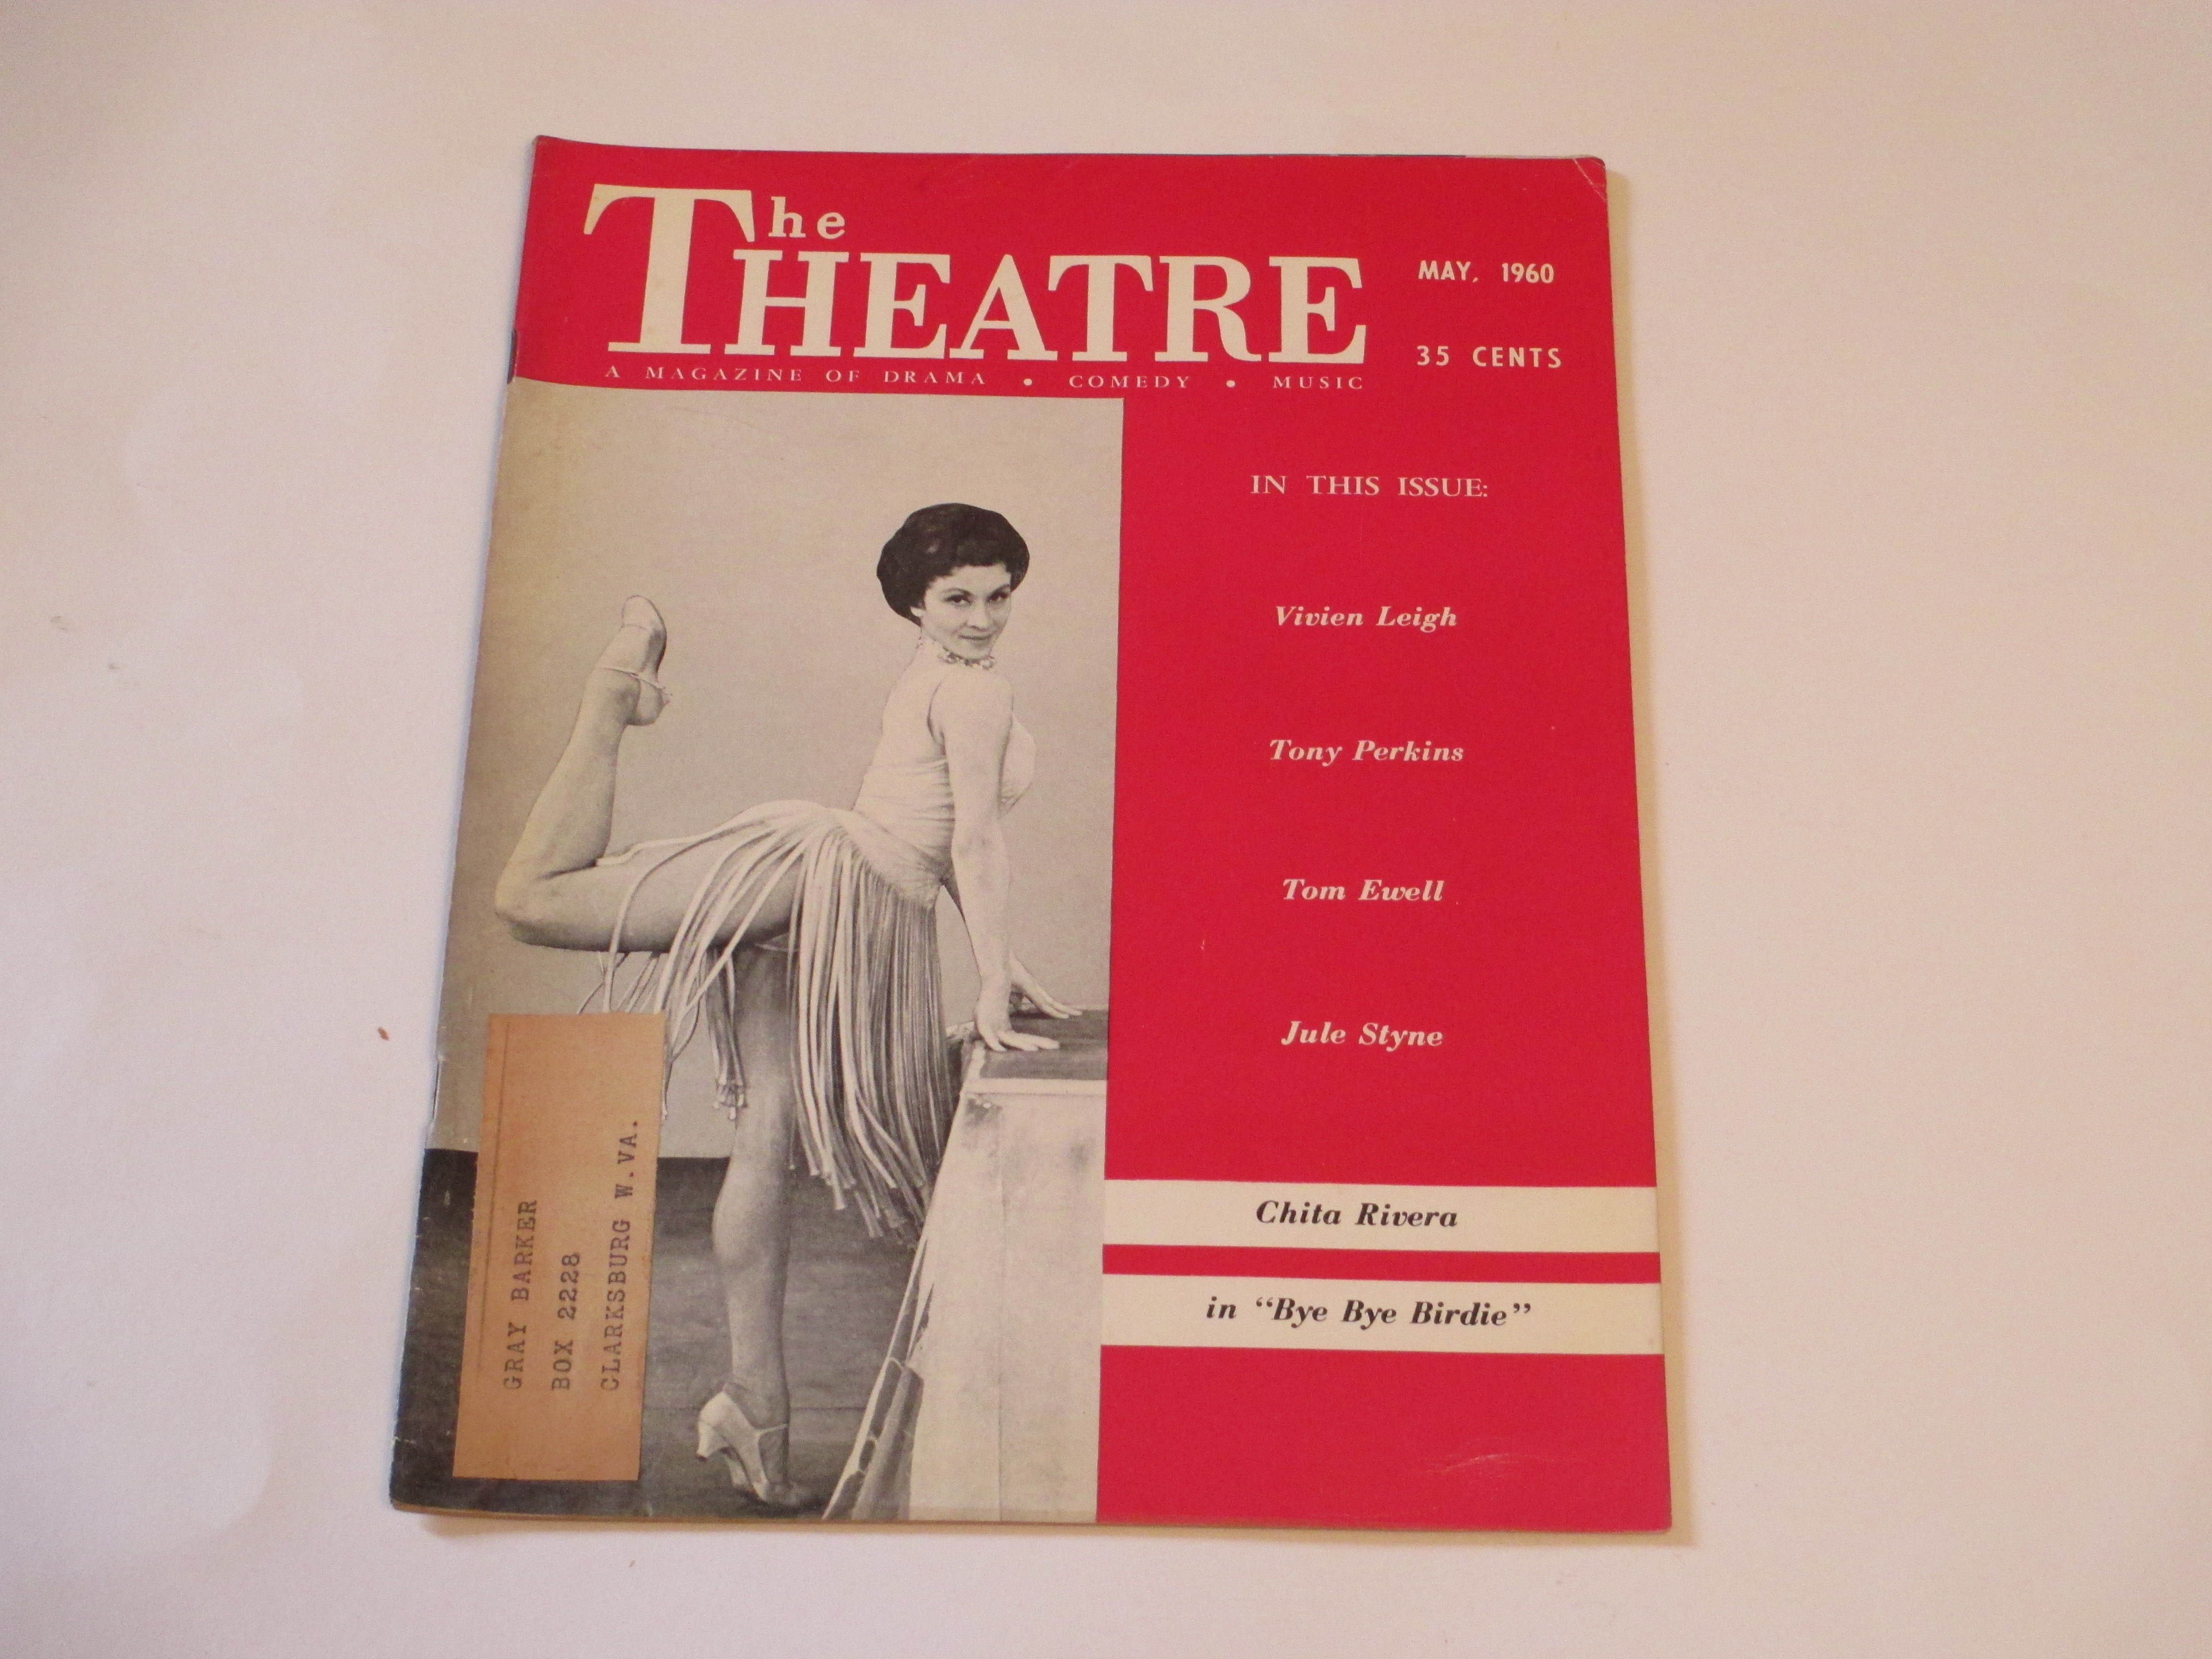 The
THEATRE
A MAGAZINE OF DRAMA • COMEDY • MUSIC
MAY, 1960
35 CENTS
IN THIS ISSUE:
Vivien Leigh
Tony Perkins
Tom Ewell
Jule Styne
Chita Rivera
in “Bye Bye Birdie”
GRAY BARKER
BOX 2228
CLARKSBURG W.VA.